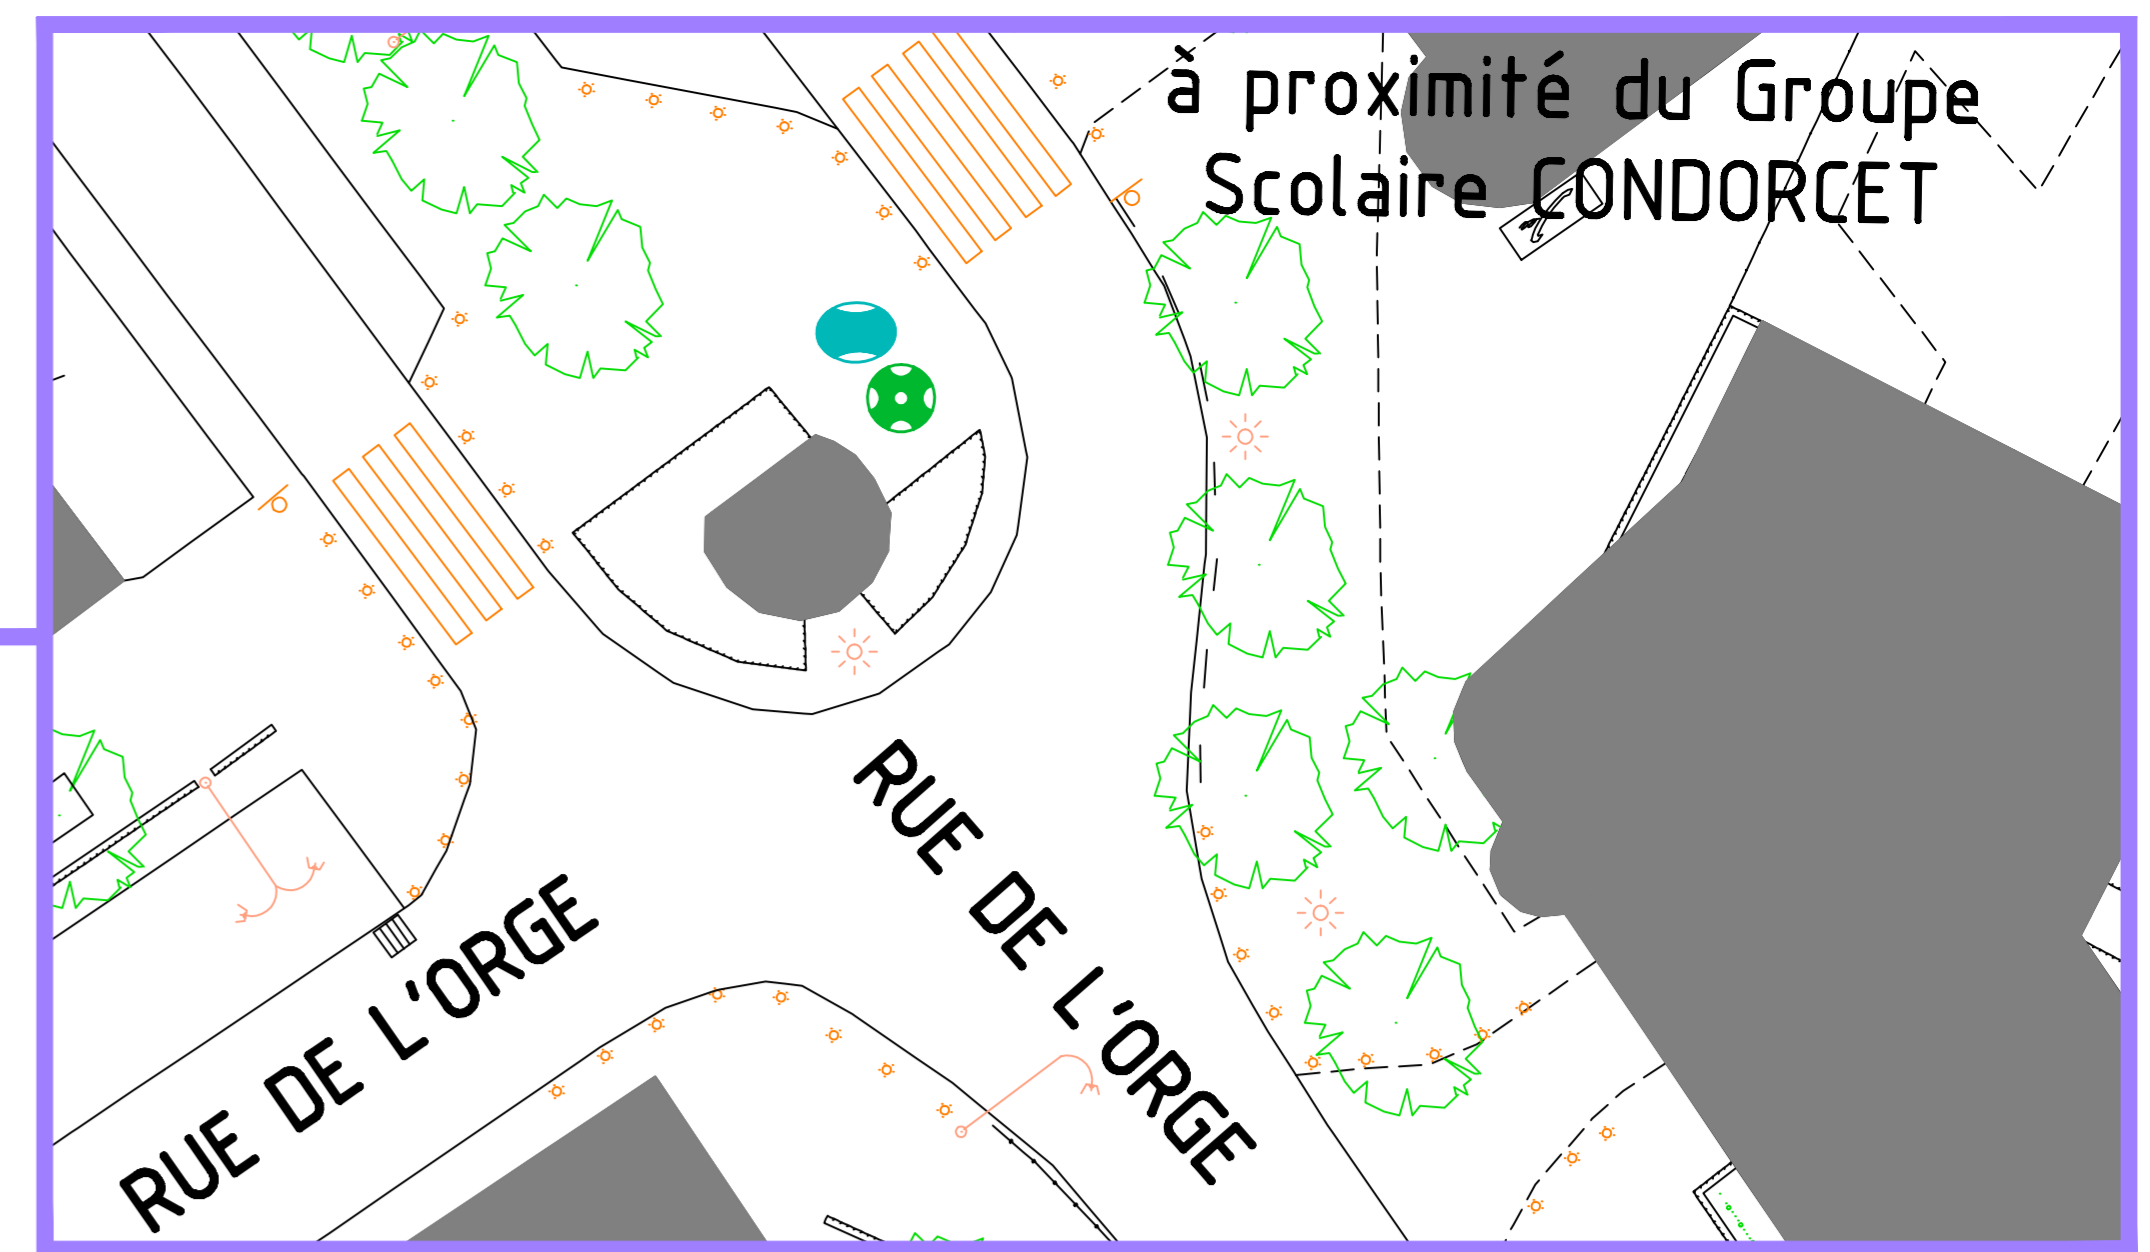 à proximité du Groupe
Scolaire CONDORCET
RUE DE L'ORGE
RUE DE L'ORGE